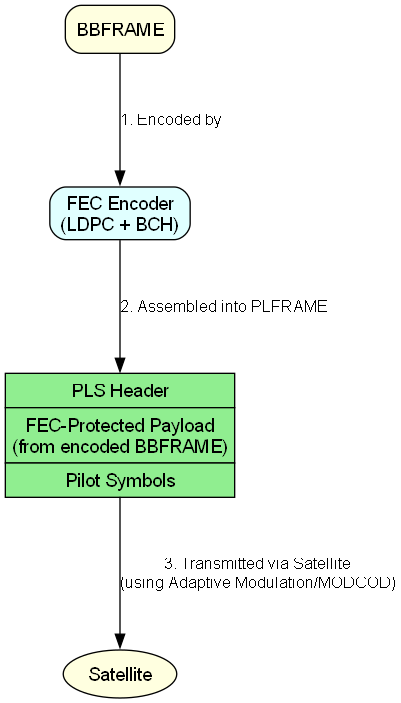 BBFRAME
1. Encoded by
FEC Encoder
(LDPC + BCH)
2. Assembled into PLFRAME
PLS Header
FEC-Protected Payload
(from encoded BBFRAME)
Pilot Symbols
3. Transmitted via Satellite
(using Adaptive Modulation/MODCOD)
Satellite